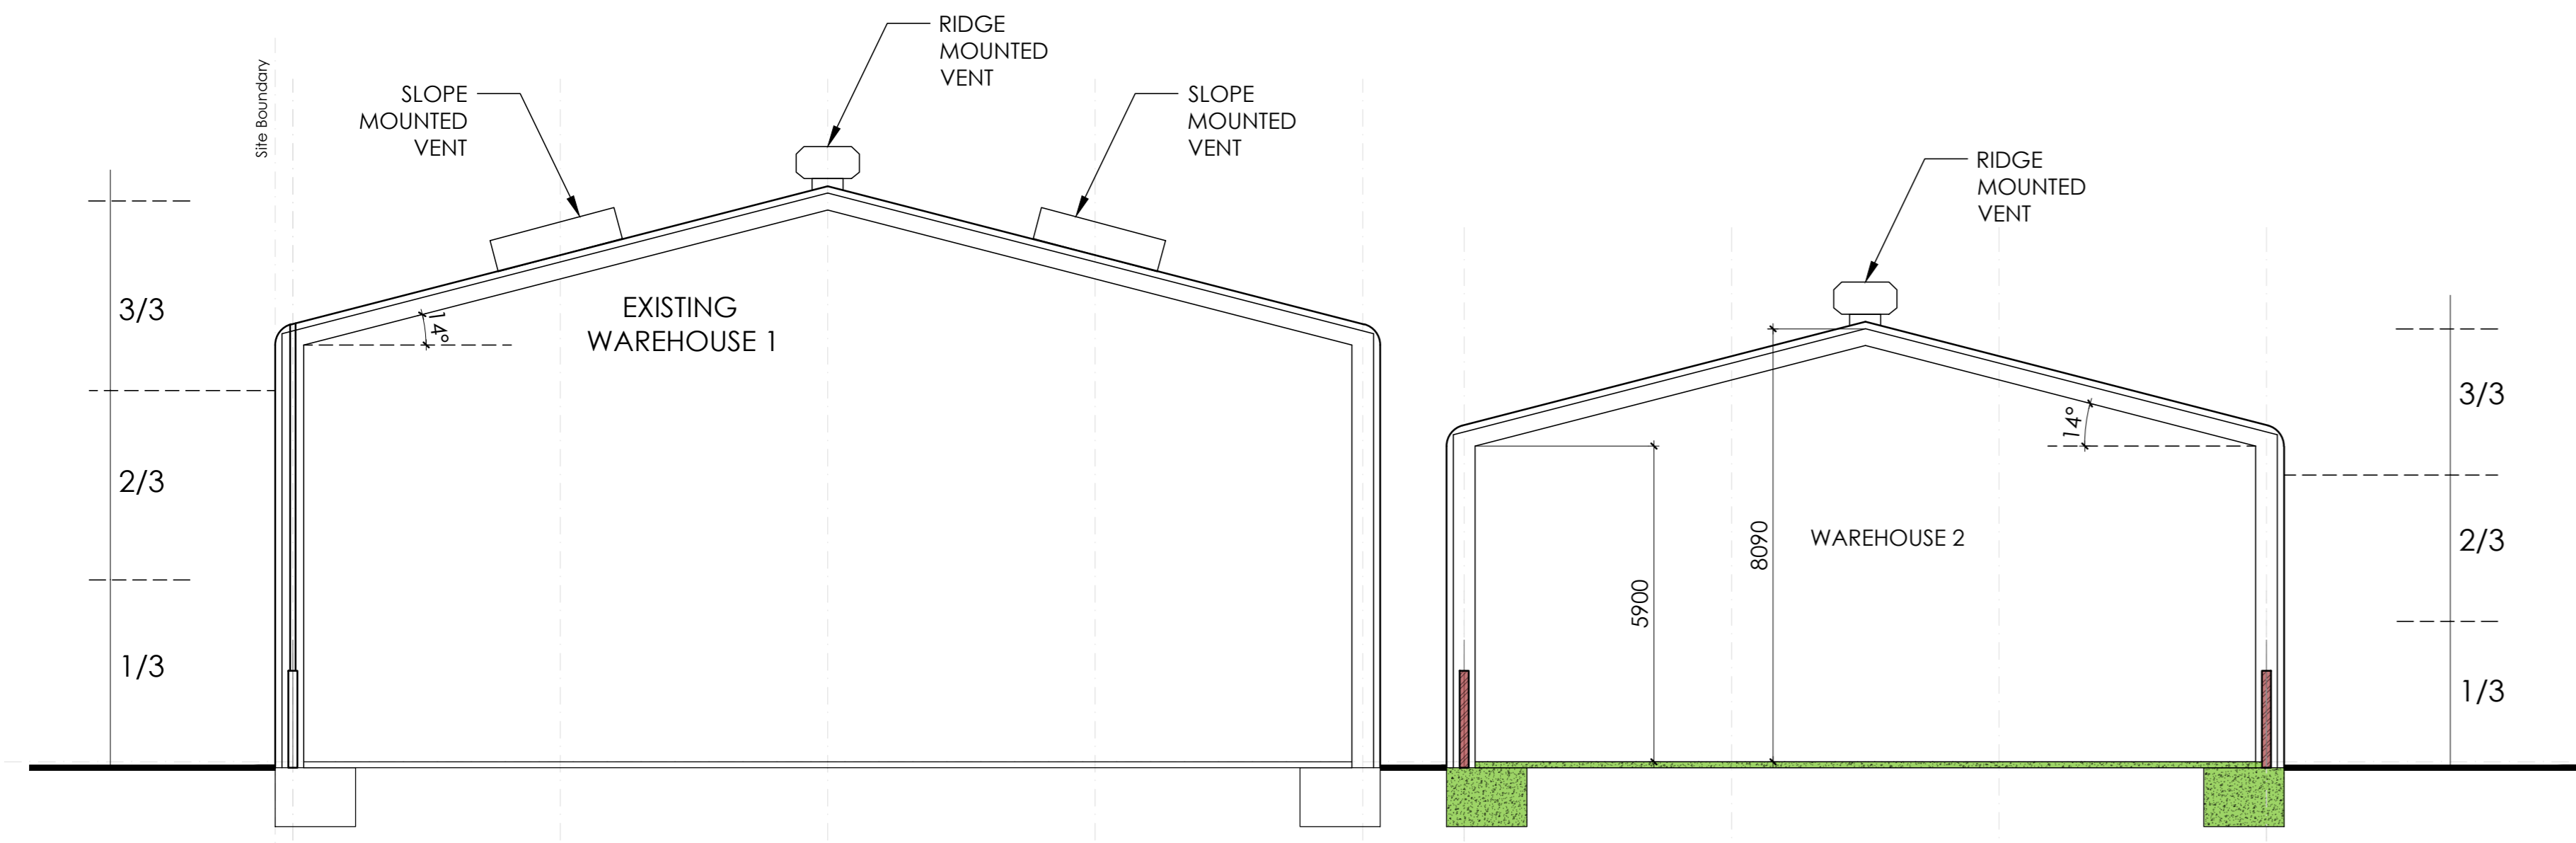 RIDGE
MOUNTED
VENT
Site Boundary
SLOPE
MOUNTED
VENT
SLOPE
MOUNTED
VENT
RIDGE
MOUNTED
VENT
3/3
EXISTING
WAREHOUSE 1
14°
3/3
14°
2/3
8090
WAREHOUSE 2
2/3
5900
1/3
1/3